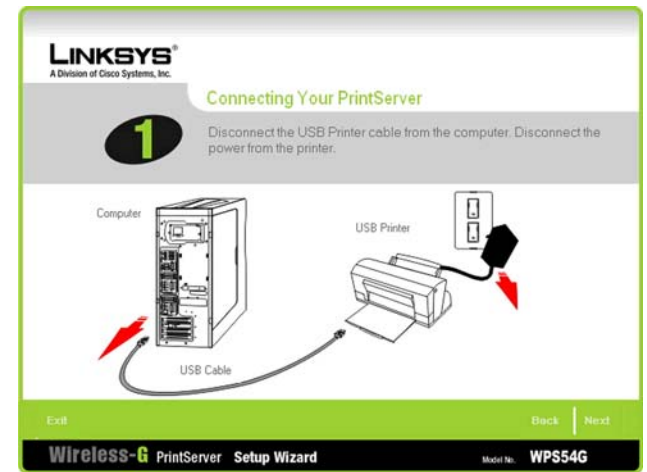 LINKSYS®
A Division of Cisco Systems, Inc.
Connecting Your PrintServer
1
Disconnect the USB Printer cable from the computer. Disconnect the
power from the printer.
Computer
USB Printer
USB Cable
Exit
Back
Next
Wireless-G PrintServer Setup Wizard
Model No. WPS54G